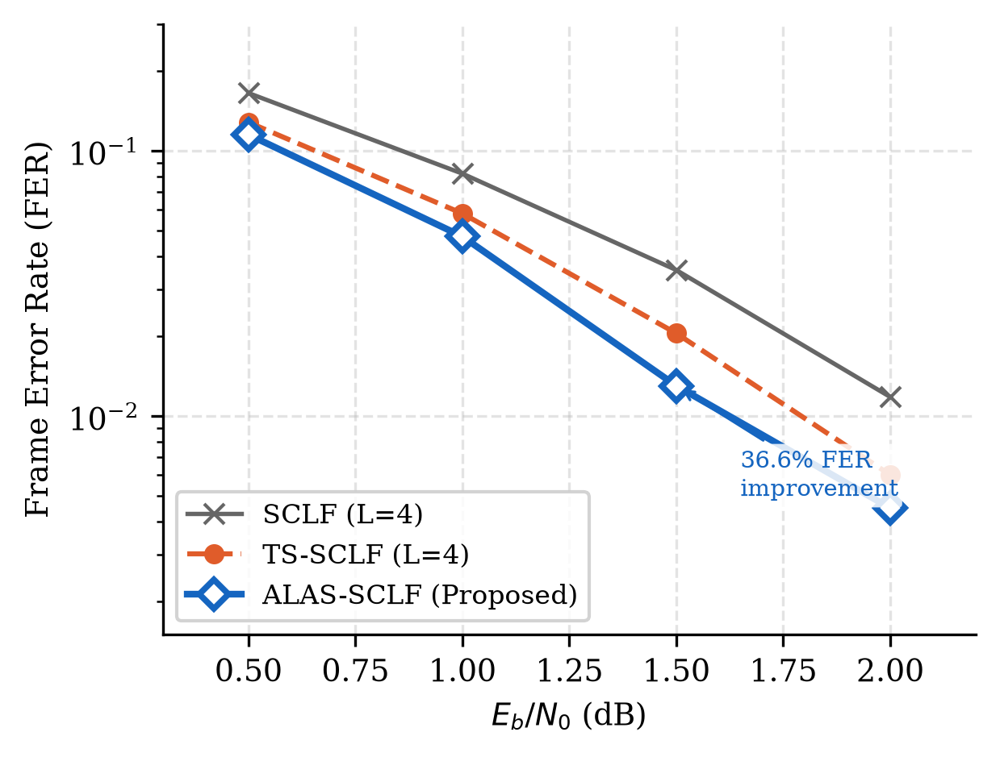 Frame Error Rate (FER)
10⁻¹
10⁻²
36.6% FER
improvement
SCLF (L=4)
TS-SCLF (L=4)
ALAS-SCLF (Proposed)
0.50 0.75 1.00 1.25 1.50 1.75 2.00
E_b/N_0 (dB)